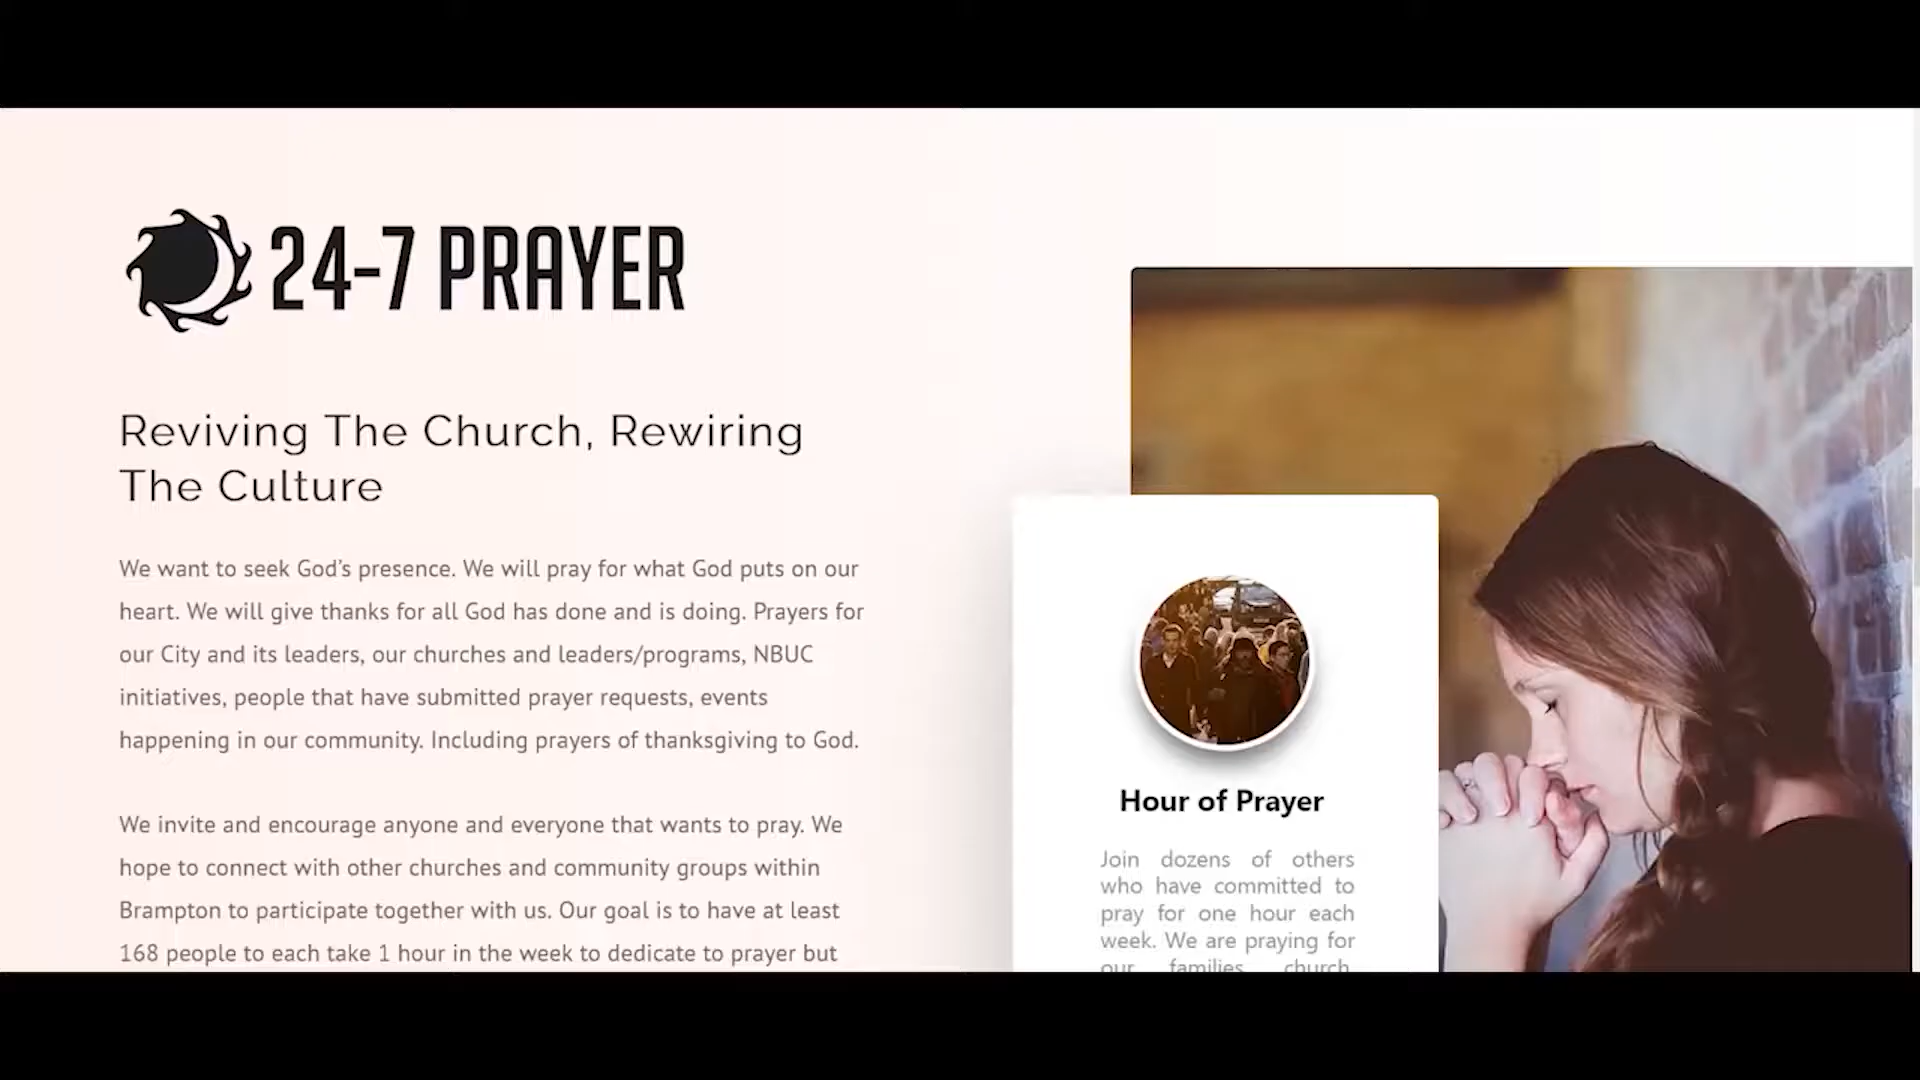 24-7 PRAYER
Reviving The Church, Rewiring
The Culture
We want to seek God's presence. We will pray for what God puts on our
heart. We will give thanks for all God has done and is doing. Prayers for
our City and its leaders, our churches and leaders/programs, NBUC
initiatives, people that have submitted prayer requests, events
happening in our community. Including prayers of thanksgiving to God.
We invite and encourage anyone and everyone that wants to pray. We
hope to connect with other churches and community groups within
Brampton to participate together with us. Our goal is to have at least
168 people to each take 1 hour in the week to dedicate to prayer but
Hour of Prayer
Join dozens of others
who have committed to
pray for one hour each
week. We are praying for
our families, church,